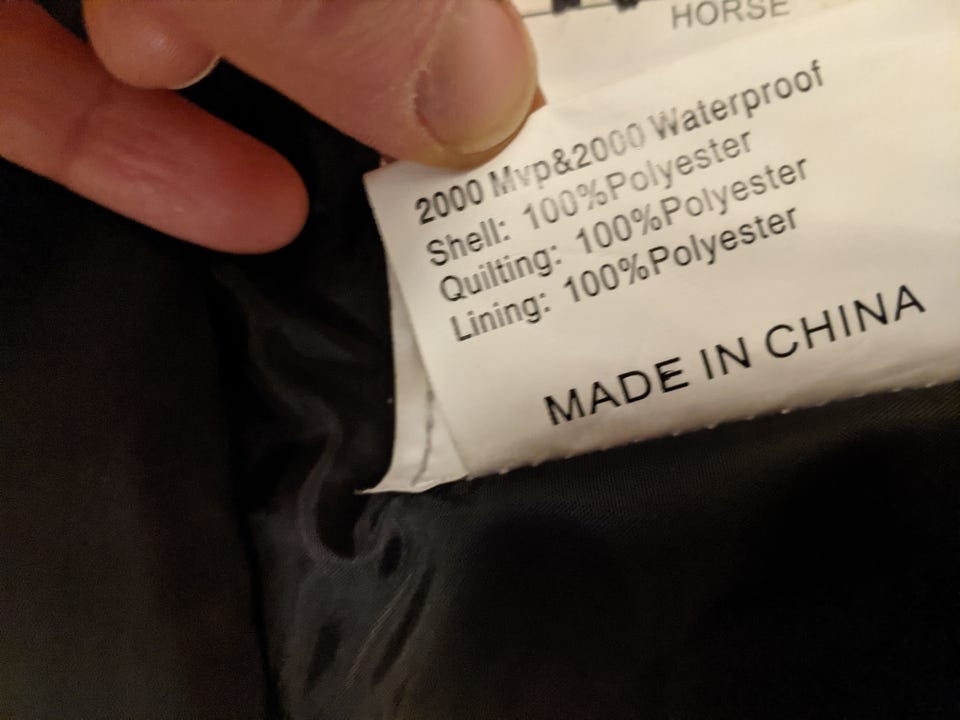 HORSE
2000 Mvp&2000 Waterproof
Shell: 100%Polyester
Quilting: 100%Polyester
Lining: 100%Polyester
MADE IN CHINA